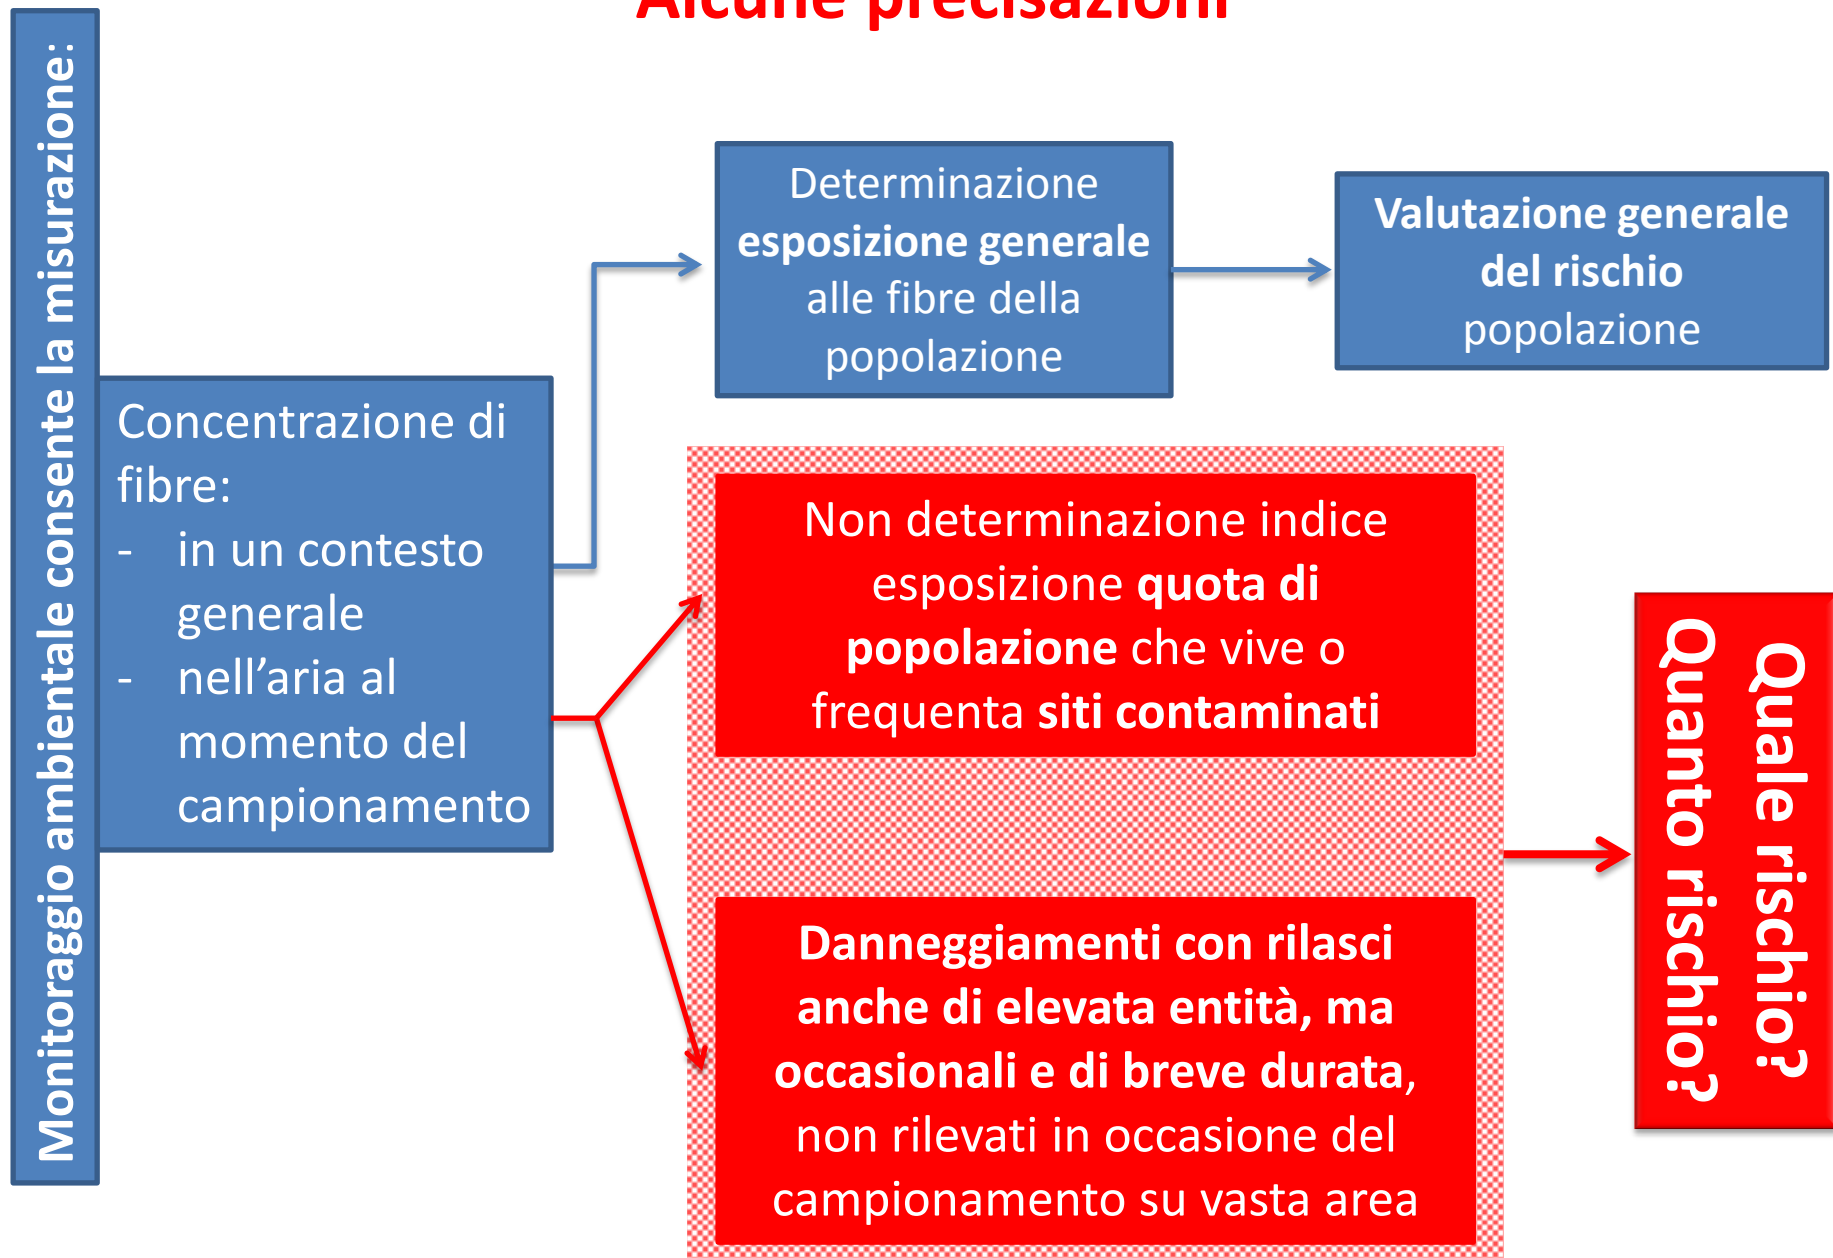 Alcune precisazioni
Monitoraggio ambientale consente la misurazione:
Concentrazione di
fibre:
- in un contesto
generale
- nell’aria al
momento del
campionamento
Determinazione
esposizione generale
alle fibre della
popolazione
Valutazione generale
del rischio
popolazione
Non determinazione indice
esposizione quota di
popolazione che vive o
frequenta siti contaminati
Danneggiamenti con rilasci
anche di elevata entità, ma
occasionali e di breve durata,
non rilevati in occasione del
campionamento su vasta area
Quale rischio?
Quanto rischio?